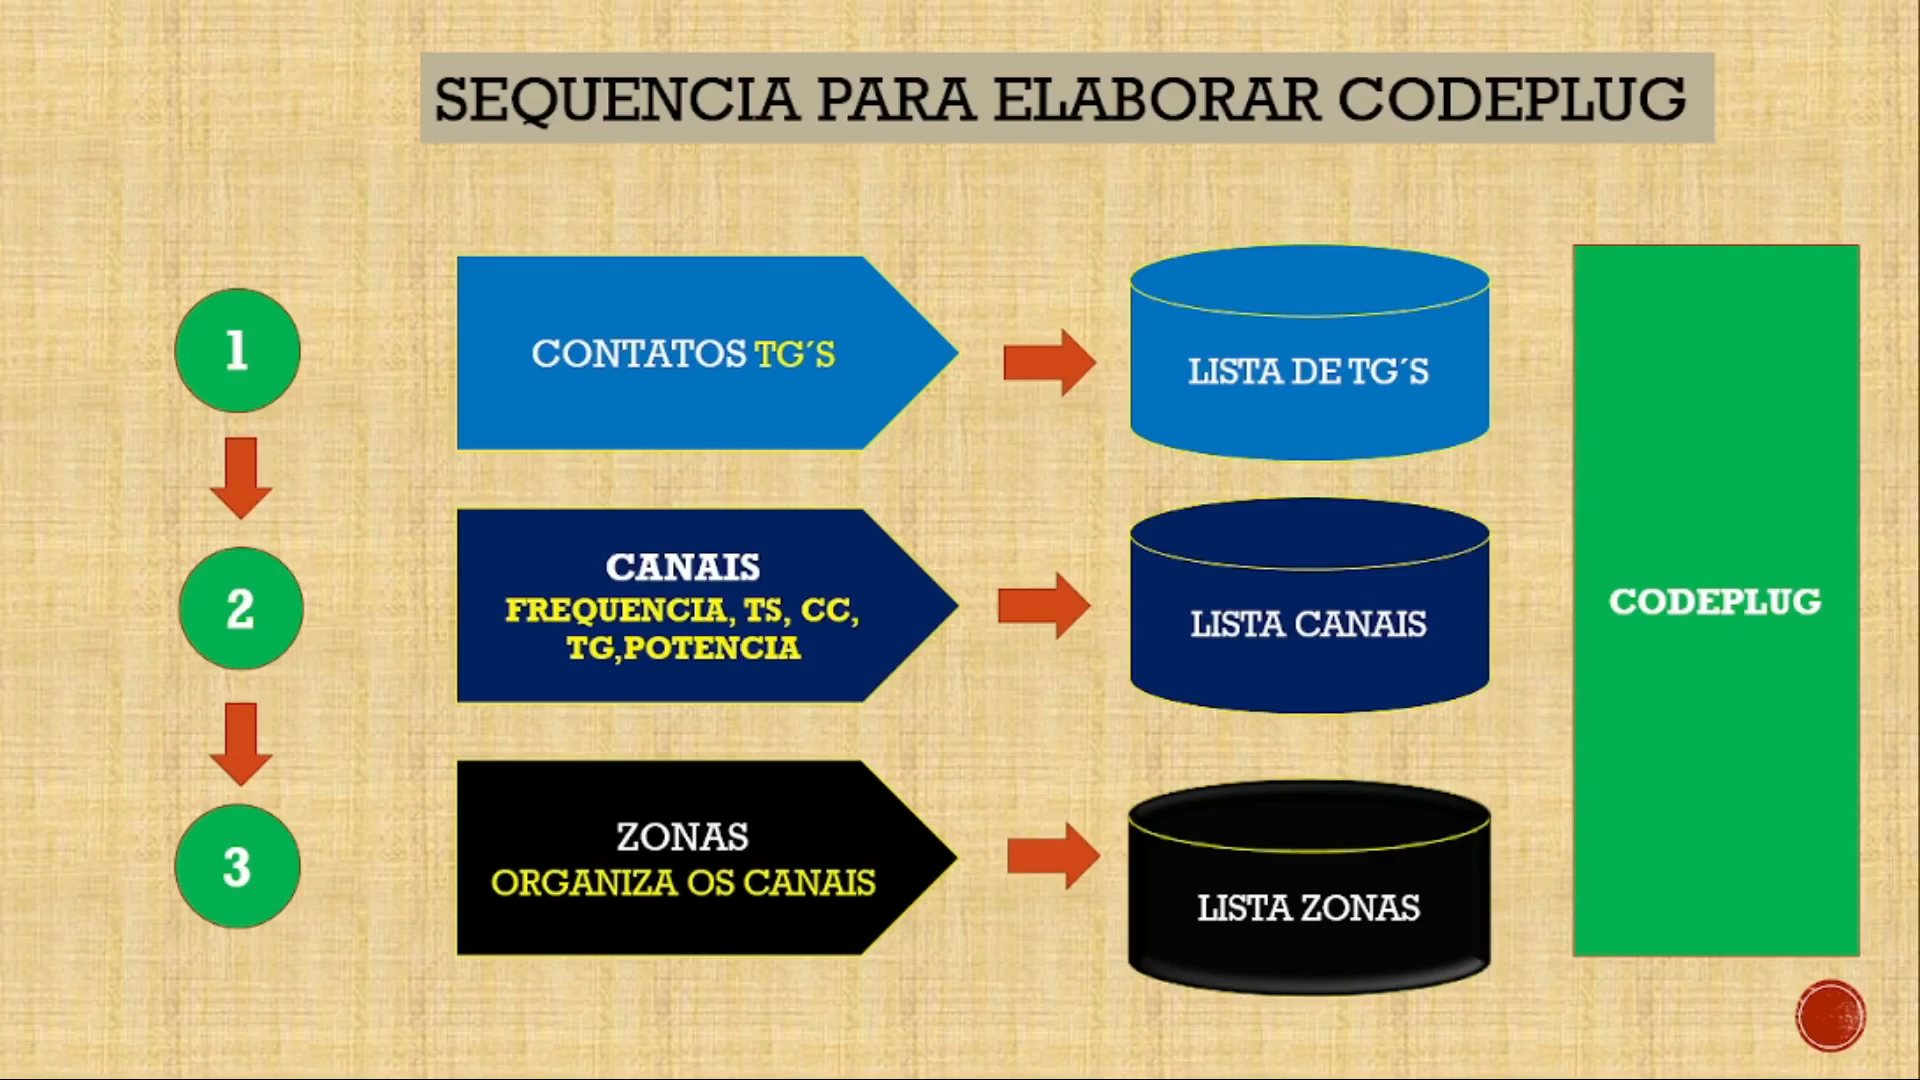 SEQUENCIA PARA ELABORAR CODEPLUG
1
CONTATOS TG´S
LISTA DE TG´S
2
CANAIS
FREQUENCIA, TS, CC,
TG,POTENCIA
LISTA CANAIS
CODEPLUG
3
ZONAS
ORGANIZA OS CANAIS
LISTA ZONAS